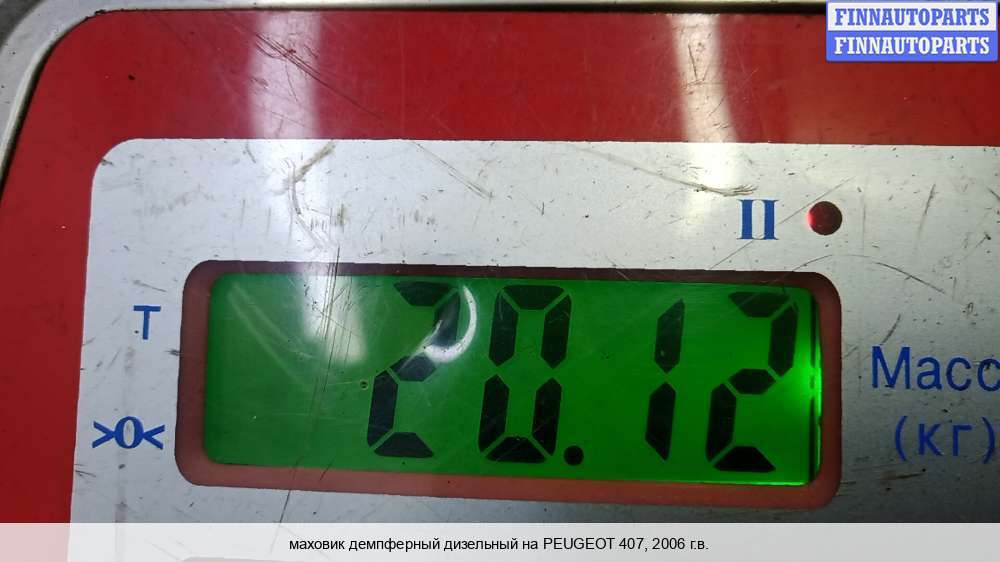 FINNAUTOPARTS
FINNAUTOPARTS
II
T
20.12
Масс
>0<
(кг)
маховик демпферный дизельный на PEUGEOT 407, 2006 г.в.